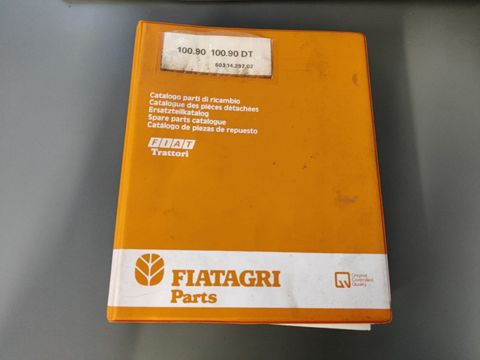 100.90 100.90 DT
603.14.297.02
Catalogo parti di ricambio
Catalogue des pièces détachées
Ersatzteilkatalog
Spare parts catalogue
Catálogo de piezas de repuesto
FIAT
Trattori
FIATAGRI
Parts
Original
Controlled
Quality